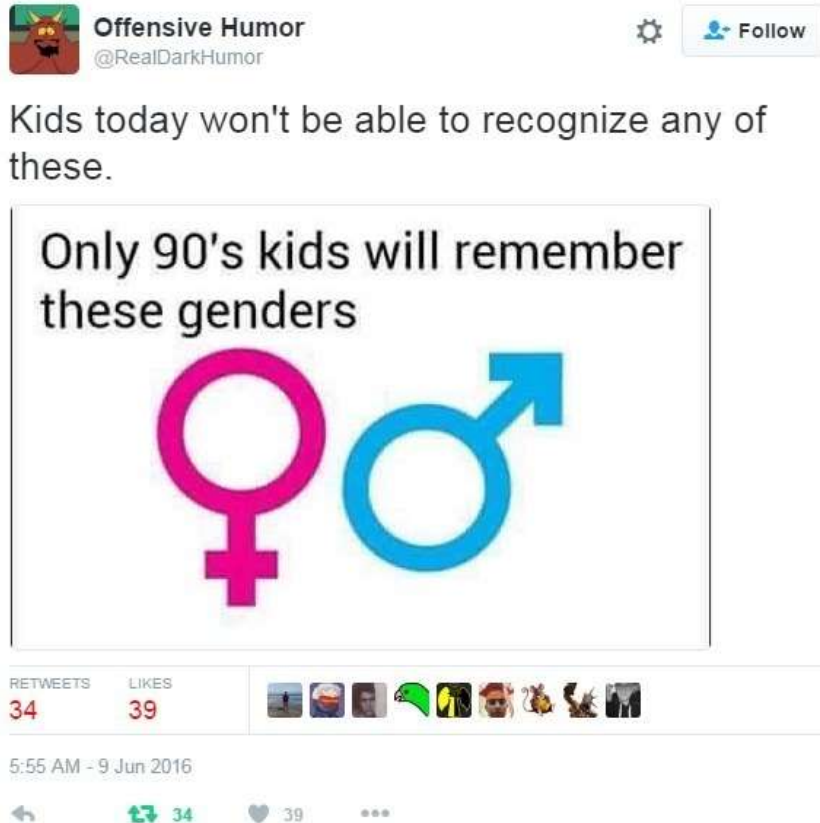 Offensive Humor
@RealDarkHumor
Follow
Kids today won't be able to recognize any of
these.
Only 90's kids will remember
these genders
RETWEETS LIKES
34 39
5:55 AM - 9 Jun 2016
34 39